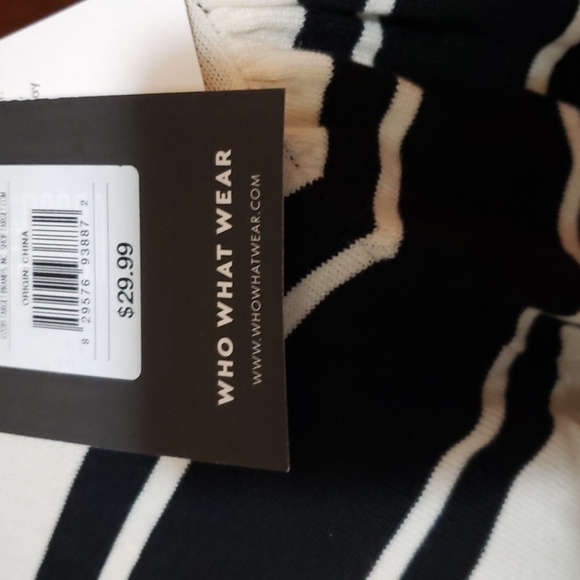 WHO WHAT WEAR
WWW.WHOWHATWEAR.COM
$29.99
8 29576 93887 2
ORIGIN: CHINA